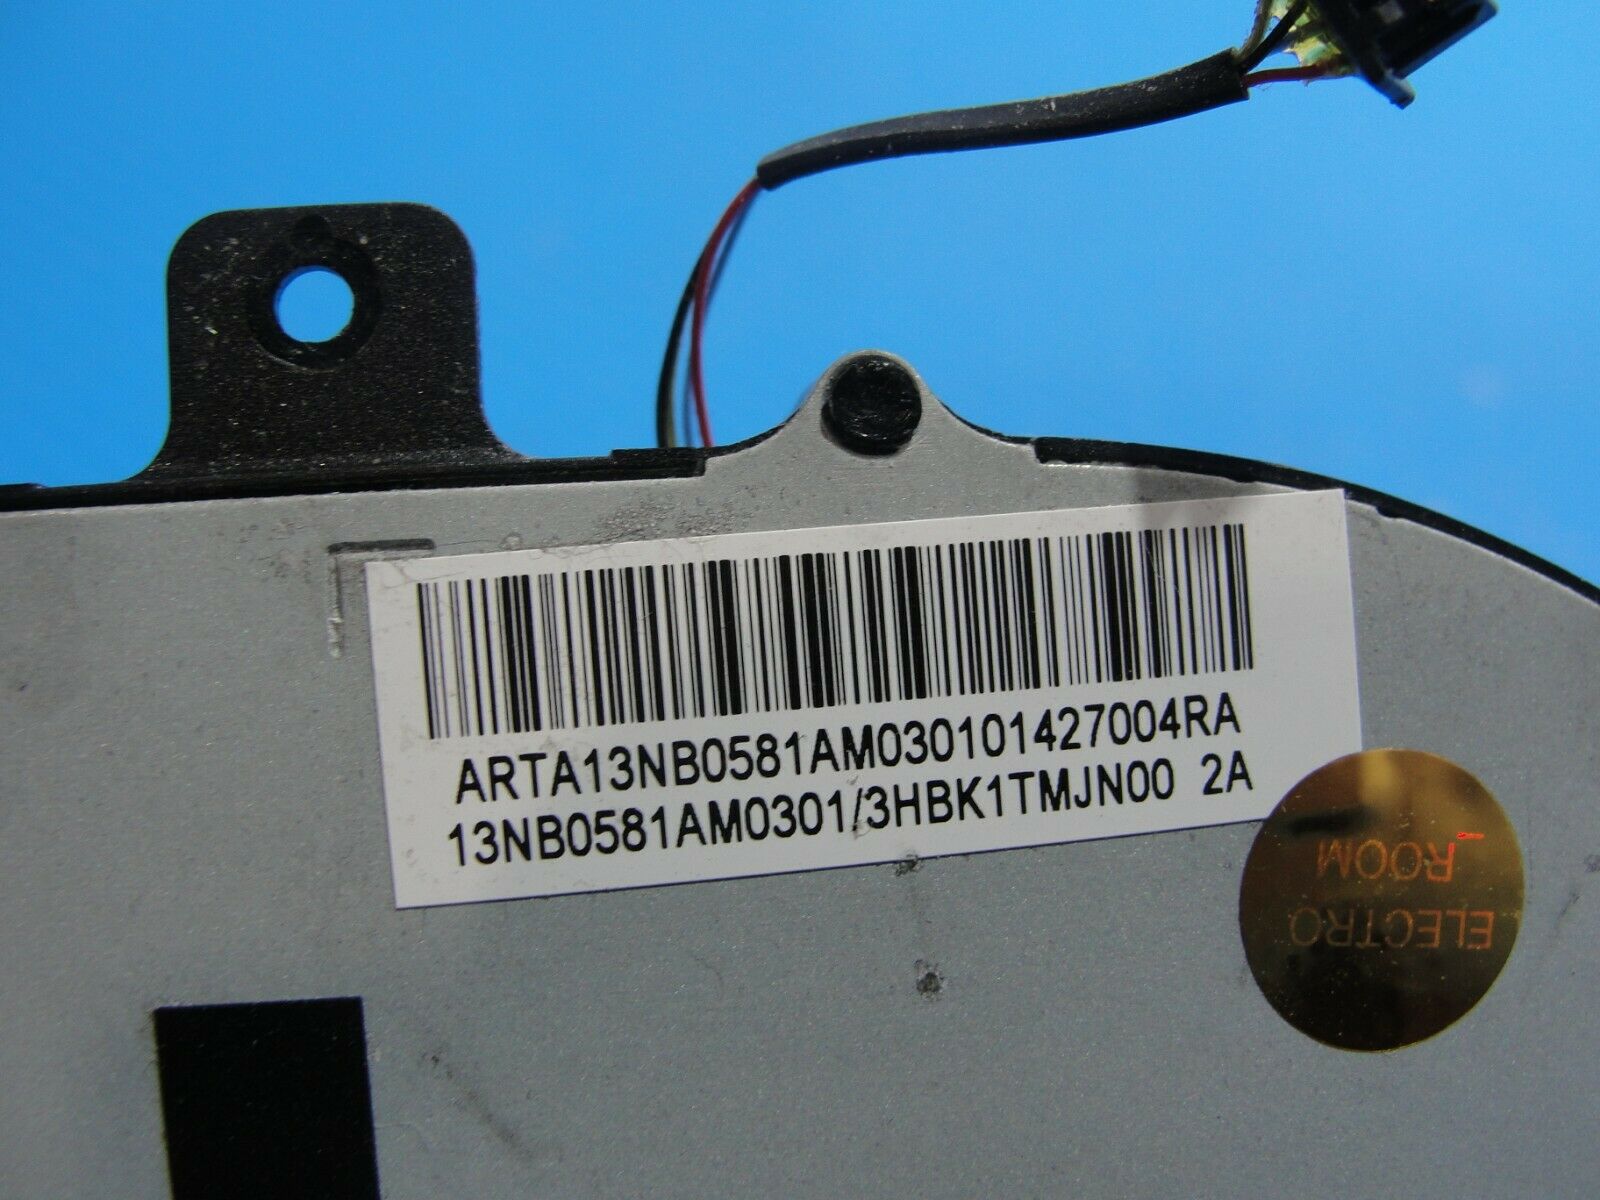 ARTA13NB0581AM030101427004RA
13NB0581AM0301/3HBK1TMJN00 2A
ELECTRO
ROOM